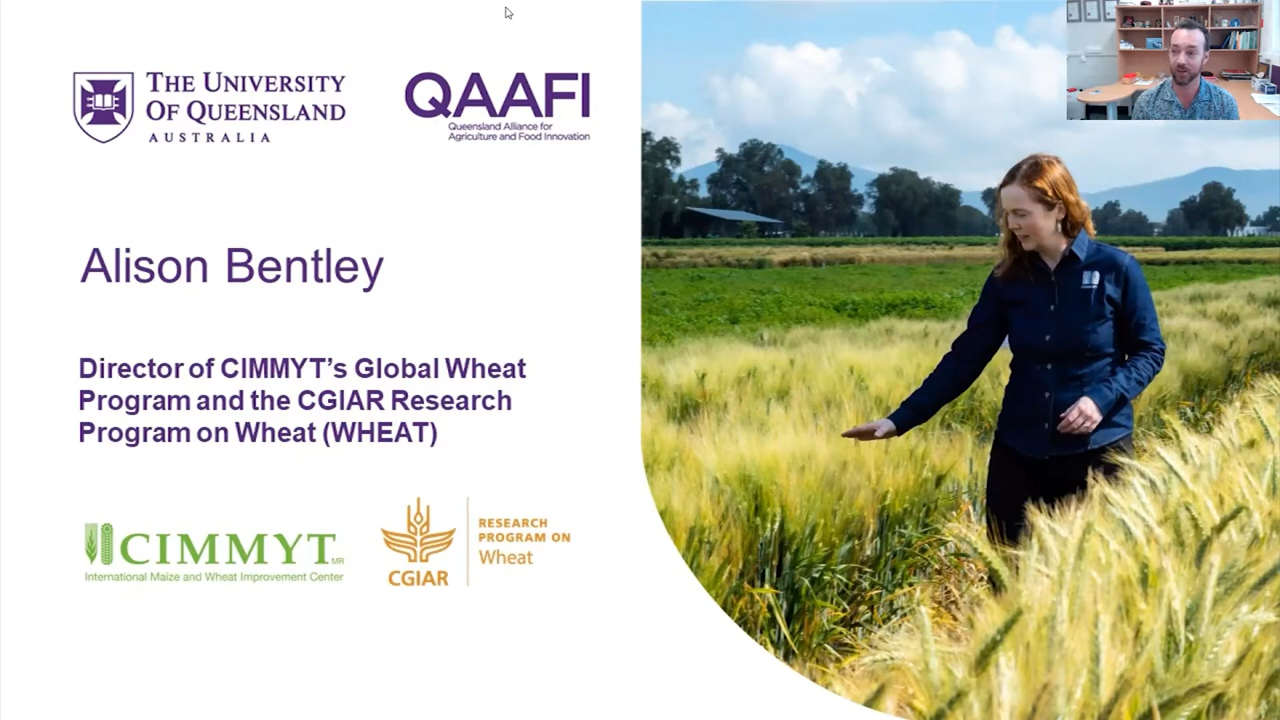 THE UNIVERSITY
OF QUEENSLAND
AUSTRALIA
QAAFI
Queensland Alliance for
Agriculture and Food Innovation
Alison Bentley
Director of CIMMYT's Global Wheat
Program and the CGIAR Research
Program on Wheat (WHEAT)
CIMMYT MR
International Maize and Wheat Improvement Center
CGIAR
RESEARCH
PROGRAM ON
Wheat